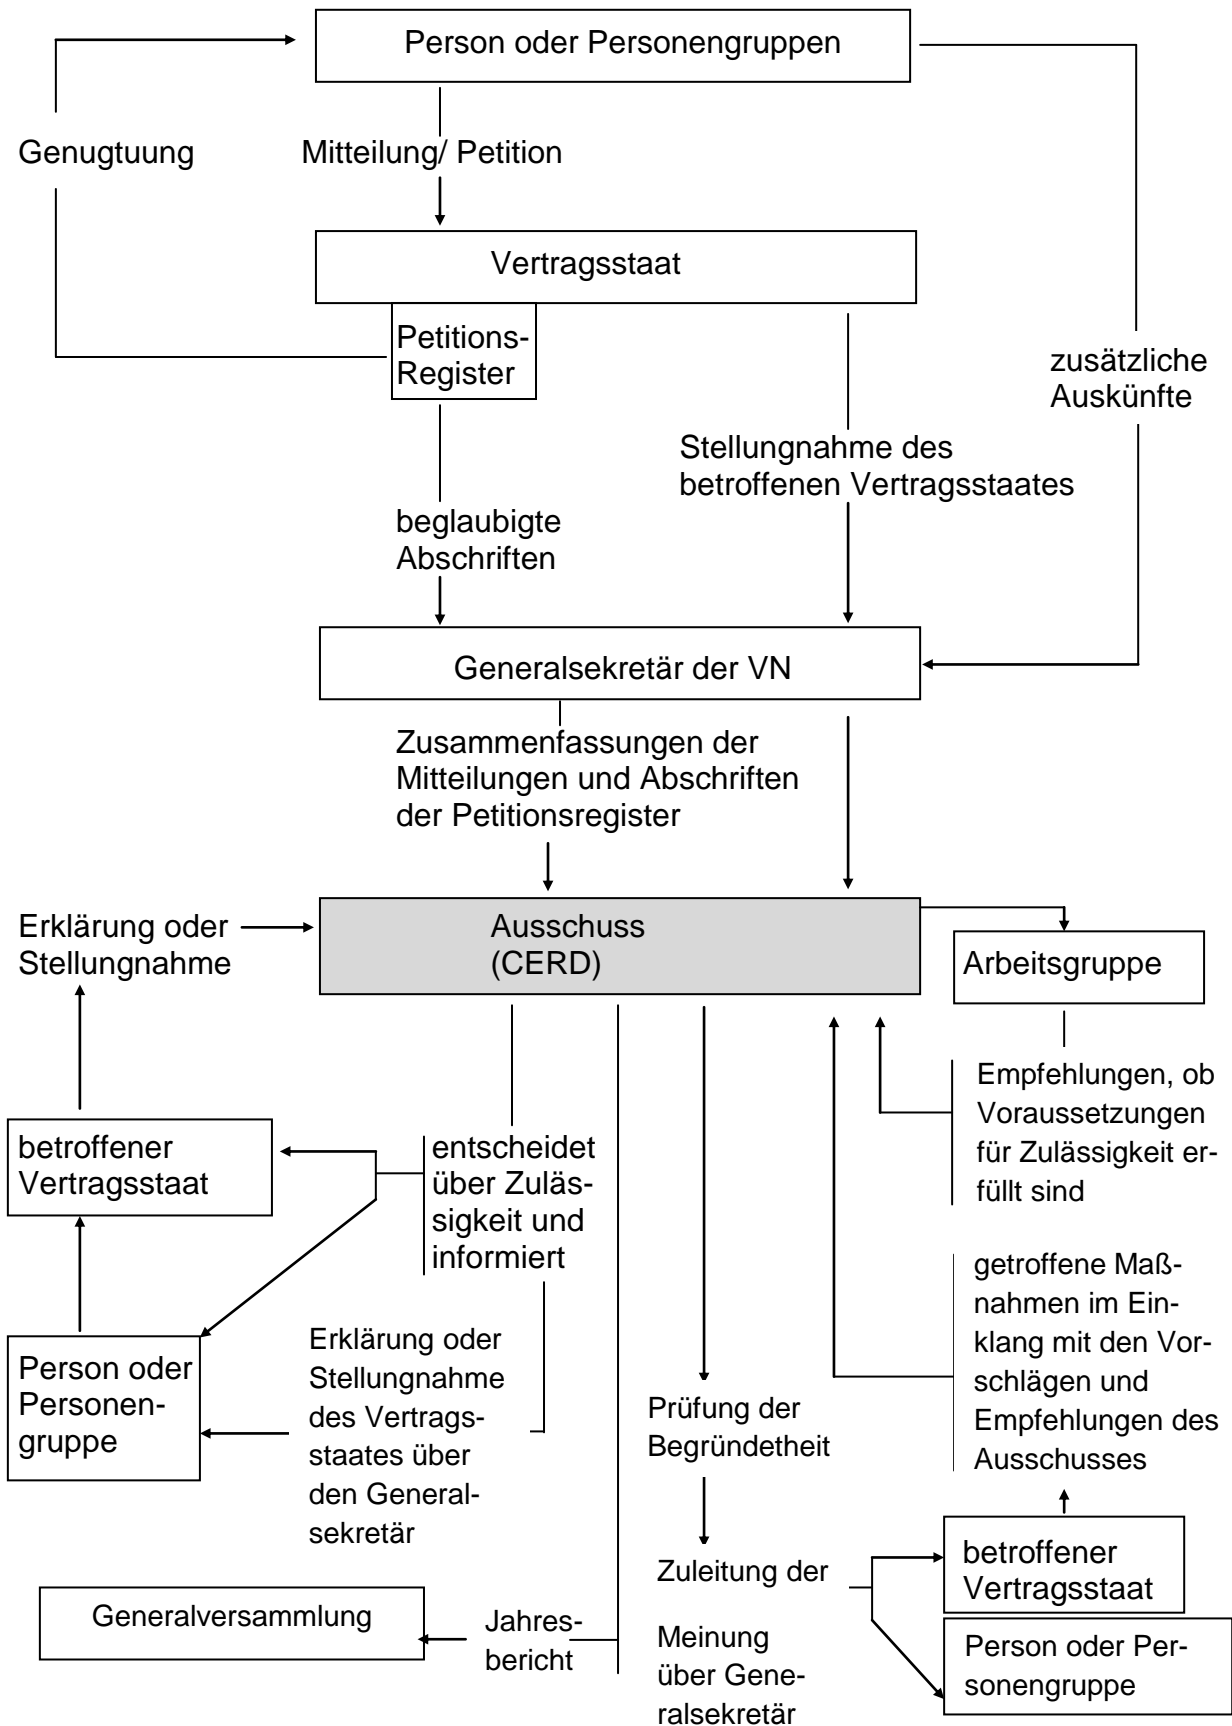 Person oder Personengruppen
Genugtuung
Mitteilung/ Petition
Vertragsstaat
Petitions-
Register
zusätzliche
Auskünfte
Stellungnahme des
betroffenen Vertragsstaates
beglaubigte
Abschriften
Generalsekretär der VN
Zusammenfassungen der
Mitteilungen und Abschriften
der Petitionsregister
Erklärung oder
Stellungnahme
Ausschuss
(CERD)
Arbeitsgruppe
Empfehlungen, ob
Voraussetzungen
für Zulässigkeit er-
füllt sind
betroffener
Vertragsstaat
entscheidet
über Zuläs-
sigkeit und
informiert
getroffene Maß-
nahmen im Ein-
klang mit den Vor-
schlägen und
Empfehlungen des
Ausschusses
Person oder
Personen-
gruppe
Erklärung oder
Stellungnahme
des Vertrags-
staates über
den General-
sekretär
Prüfung der
Begründetheit
Zuleitung der
Meinung
über Gene-
ralsekretär
betroffener
Vertragsstaat
Person oder Per-
sonengruppe
Generalversammlung
Jahres-
bericht